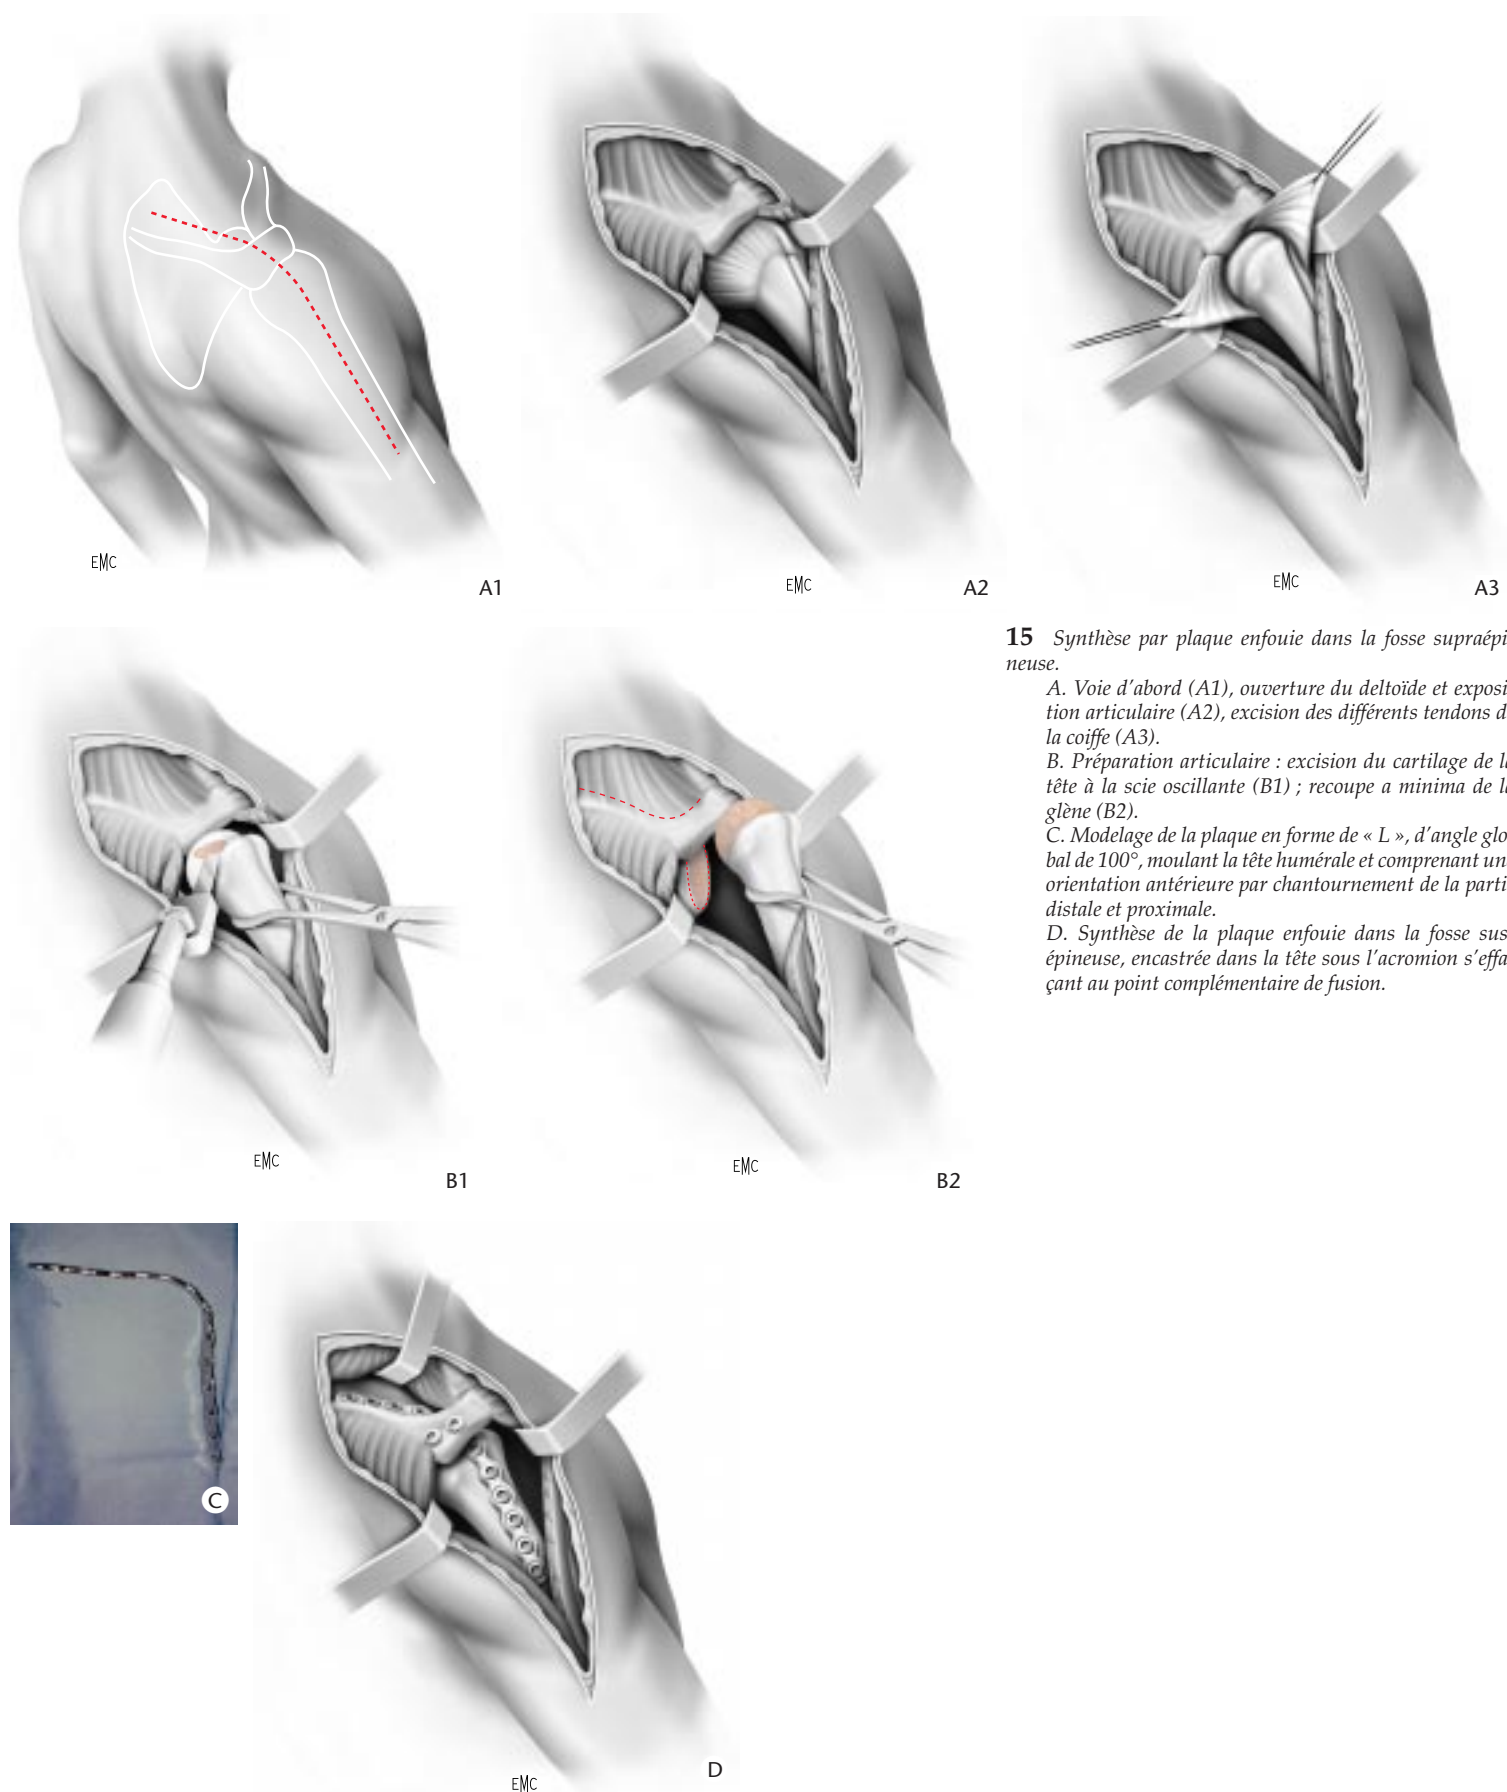 EMC
A1
EMC
A2
EMC
A3
15 Synthèse par plaque enfouie dans la fosse supraépi
neuse.
A. Voie d'abord (A1), ouverture du deltoïde et exposi
tion articulaire (A2), excision des différents tendons d
la coiffe (A3).
B. Préparation articulaire : excision du cartilage de l
tête à la scie oscillante (B1) ; recoupe a minima de l
glène (B2).
C. Modelage de la plaque en forme de « L », d'angle glo
bal de 100°, moulant la tête humérale et comprenant un
orientation antérieure par chantournement de la parti
distale et proximale.
D. Synthèse de la plaque enfouie dans la fosse sus
épineuse, encastrée dans la tête sous l'acromion s'effa
çant au point complémentaire de fusion.
EMC
B1
EMC
B2
C
EMC
D